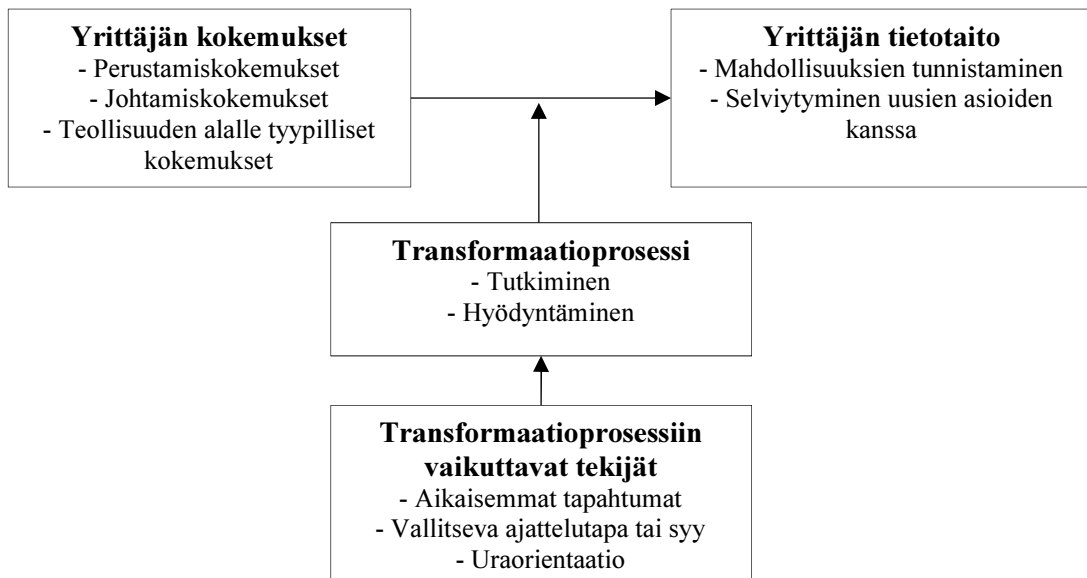 Yrittäjän kokemukset
- Perustamiskokemukset
- Johtamiskokemukset
- Teollisuuden alalle tyypilliset
kokemukset
Yrittäjän tietotaito
- Mahdollisuuksien tunnistaminen
- Selviytyminen uusien asioiden
kanssa
Transformaatioprosessi
- Tutkiminen
- Hyödyntäminen
Transformaatioprosessiin
vaikuttavat tekijät
- Aikaisemmat tapahtumat
- Vallitseva ajattelutapa tai syy
- Uraorientaatio